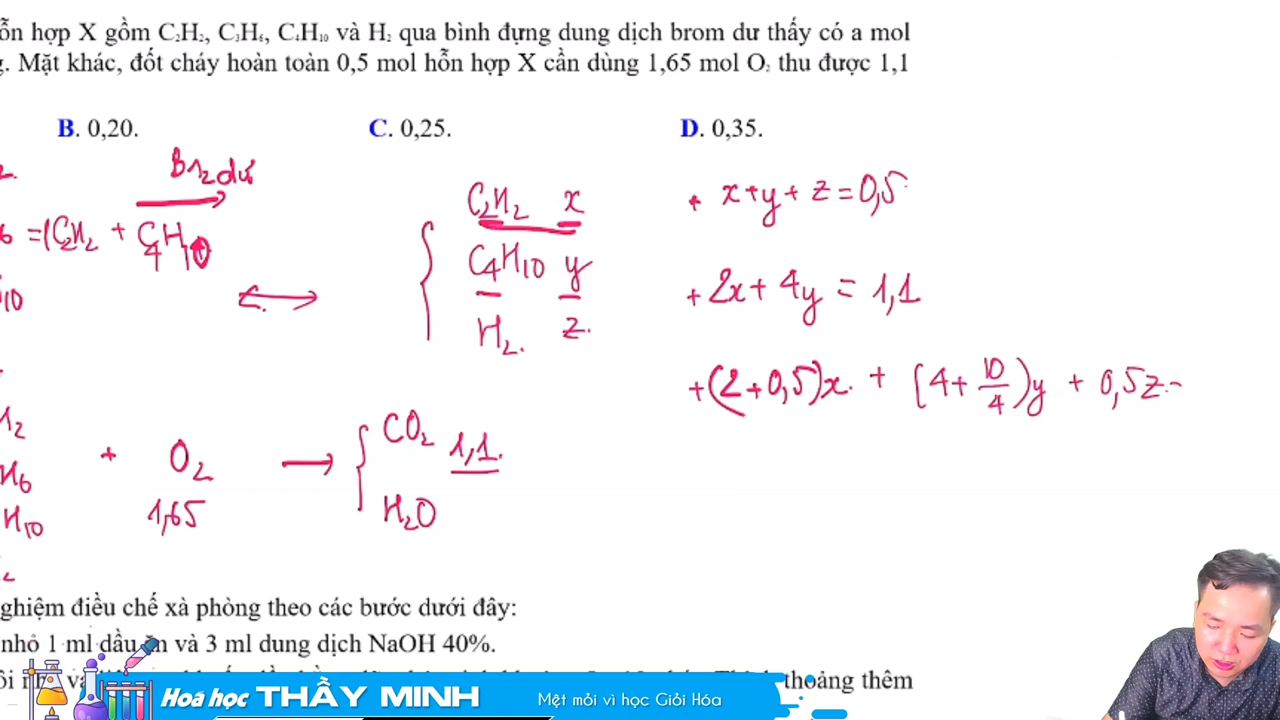 hỗn hợp X gồm C₂H₂, C₃H₆, C₄H₁₀ và H₂ qua bình đựng dung dịch brom dư thấy có a mol
g. Mặt khác, đốt cháy hoàn toàn 0,5 mol hỗn hợp X cần dùng 1,65 mol O₂ thu được 1,1
B. 0,20. C. 0,25. D. 0,35.
Br₂ dư
=(C₂H₂ + C₄H₁₀
C₂H₂ x
C₄H₁₀ y
H₂. z.
+ x+y+z=0,5
+ 2x+4y = 1,1
+(2+0,5)x. + (4+10/4)y + 0,5z=
+ O₂ → { CO₂ 1,1.
1,65 H₂O
H₆
H₁₀
nghiệm điều chế xà phòng theo các bước dưới đây:
nhỏ 1 ml dầu ăn và 3 ml dung dịch NaOH 40%.
thoảng thêm
Hoá học THẦY MINH Mệt mỏi vì học Giỏi Hóa